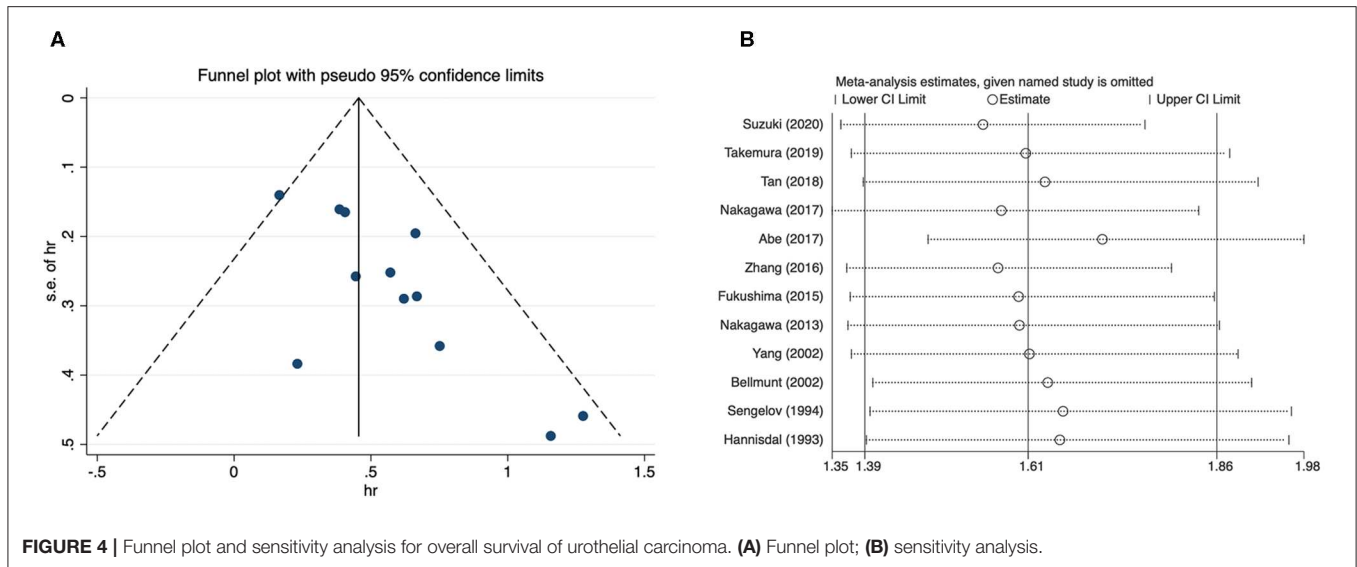 A
Funnel plot with pseudo 95% confidence limits
s.e. of hr
0
.1
.2
.3
.4
.5
-.5
0
.5
1
1.5
hr
B
Meta-analysis estimates, given named study is omitted
| Lower CI Limit
Estimate
| Upper CI Limit
Suzuki (2020)
Takemura (2019)
Tan (2018)
Nakagawa (2017)
Abe (2017)
Zhang (2016)
Fukushima (2015)
Nakagawa (2013)
Yang (2002)
Bellmunt (2002)
Sengelov (1994)
Hannisdal (1993)
1.35 1.39
1.61
1.86
1.98
FIGURE 4 | Funnel plot and sensitivity analysis for overall survival of urothelial carcinoma. (A) Funnel plot; (B) sensitivity analysis.